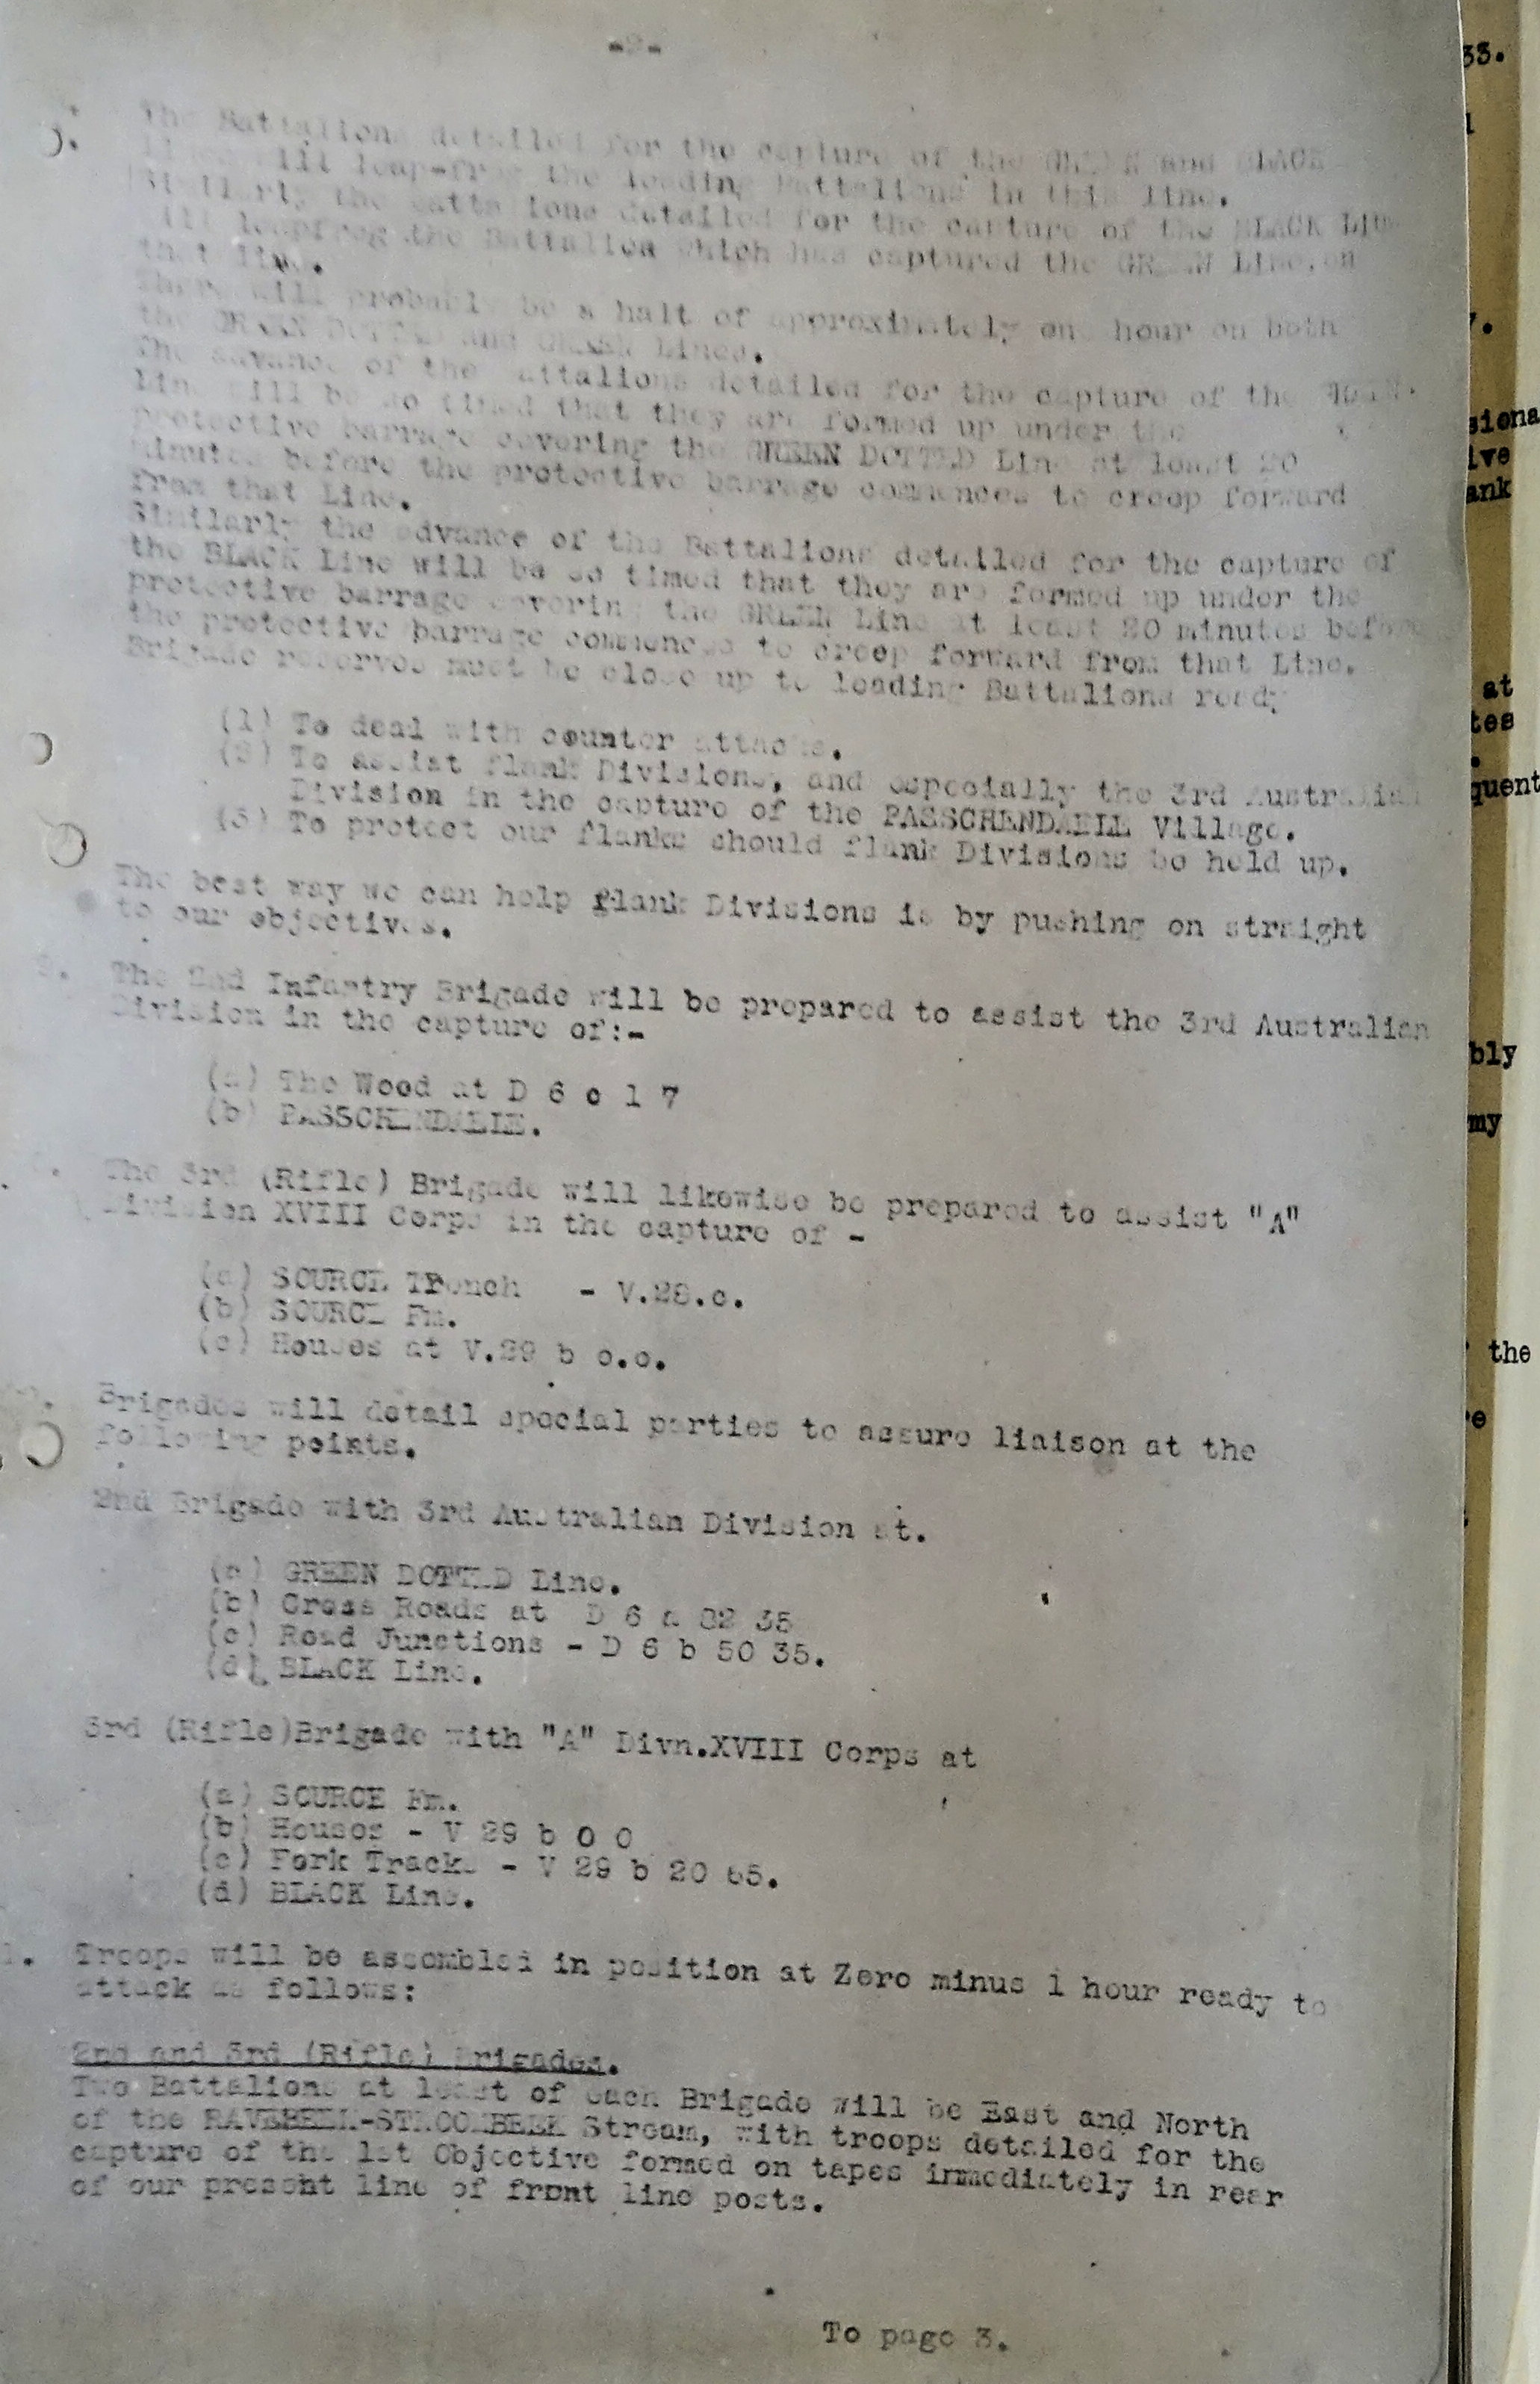 -2-
The Battalions detailed for the capture of the GREEN and BLACK
will leap-frog the leading Battalions in this line.
Similarly the Battalions detailed for the capture of the BLACK Line
will leapfrog the Battalion which has captured the GREEN Line, on
that line.
There will probably be a halt of approximately one hour on both
the GREEN DOTTED and GREEN Lines.
The advance of the Battalions detailed for the capture of the
Line will be so timed that they are formed up under the
protective barrage covering the GREEN DOTTED Line at least 20
minutes before the protective barrage commences to creep forward
from that Line.
Similarly the advance of the Battalions detailed for the capture of
the BLACK Line will be so timed that they are formed up under the
protective barrage covering the GREEN Line at least 20 minutes before
the protective barrage commences to creep forward from that Line.
Brigade reserves must be close up to leading Battalions ready
(1) To deal with counter attacks.
(2) To assist flank Divisions, and especially the 3rd Australian
Division in the capture of the PASSCHENDAELE Village.
(3) To protect our flanks should flank Divisions be held up.
The best way we can help flank Divisions is by pushing on straight
to our objectives.
The 2nd Infantry Brigade will be prepared to assist the 3rd Australian
Division in the capture of:-
(a) The Wood at D 6 c 1 7
(b) PASSCHENDAELE.
The 3rd (Rifle) Brigade will likewise be prepared to assist "A"
Division XVIII Corps in the capture of -
(a) SOURCE Trench - V.28.c.
(b) SOURCE Fm.
(c) Houses at V.29 b o.o.
Brigades will detail special parties to assure liaison at the
following points.
2nd Brigade with 3rd Australian Division at.
(a) GREEN DOTTED Line.
(b) Cross Roads at D 6 a 82 35
(c) Road Junctions - D 6 b 50 35.
(d) BLACK Line.
3rd (Rifle)Brigade with "A" Divn.XVIII Corps at
(a) SOURCE Fm.
(b) Houses - V 29 b 0 0
(c) Fork Tracks - V 29 b 20 65.
(d) BLACK Line.
Troops will be assembled in position at Zero minus 1 hour ready to
attack as follows:
2nd and 3rd (Rifle) Brigades.
Two Battalions at least of each Brigade will be East and North
of the RAVEBEEK-STROOMBEEK Stream, with troops detailed for the
capture of the 1st Objective formed on tapes immediately in rear
of our present line of front line posts.
To page 3.
33.
siona
ive
ank
at
tes
quent
bly
my
the